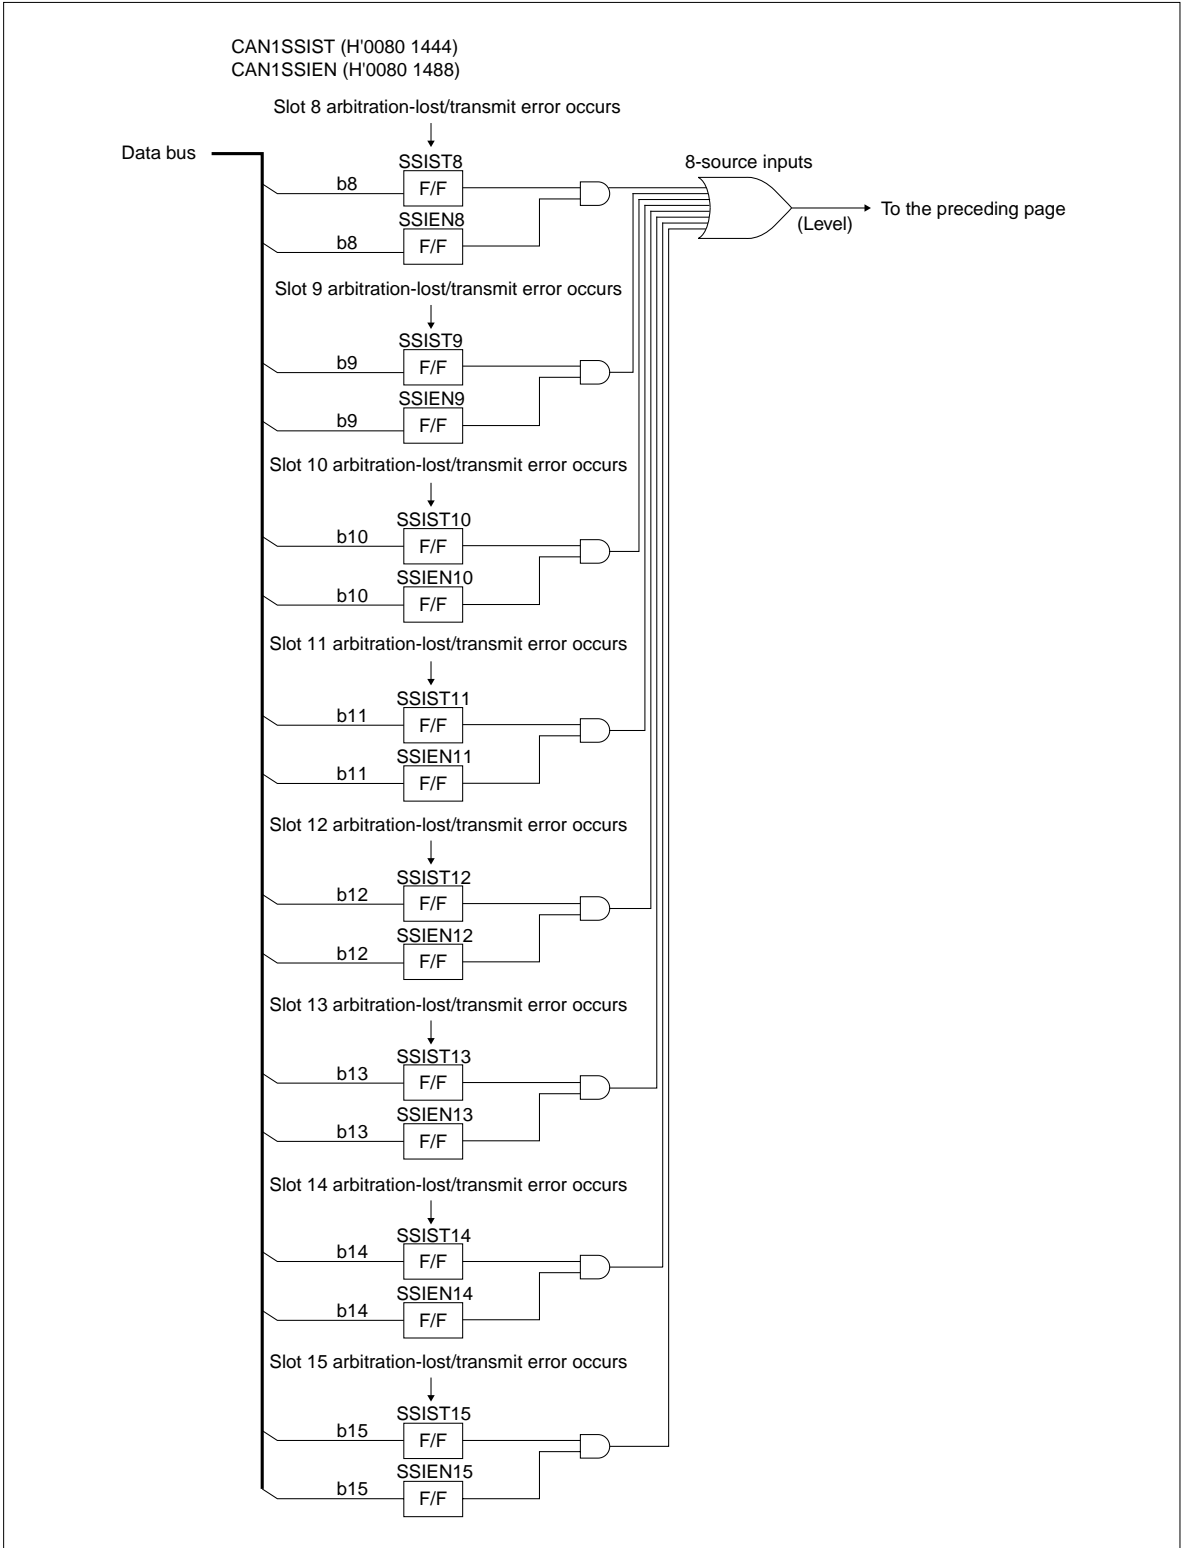 CAN1SSIST (H'0080 1444)
CAN1SSIEN (H'0080 1488)
Slot 8 arbitration-lost/transmit error occurs
Data bus
SSIST8
8-source inputs
b8
F/F
To the preceding page
(Level)
SSIEN8
b8
F/F
Slot 9 arbitration-lost/transmit error occurs
SSIST9
b9
F/F
SSIEN9
b9
F/F
Slot 10 arbitration-lost/transmit error occurs
SSIST10
b10
F/F
SSIEN10
b10
F/F
Slot 11 arbitration-lost/transmit error occurs
SSIST11
b11
F/F
SSIEN11
b11
F/F
Slot 12 arbitration-lost/transmit error occurs
SSIST12
b12
F/F
SSIEN12
b12
F/F
Slot 13 arbitration-lost/transmit error occurs
SSIST13
b13
F/F
SSIEN13
b13
F/F
Slot 14 arbitration-lost/transmit error occurs
SSIST14
b14
F/F
SSIEN14
b14
F/F
Slot 15 arbitration-lost/transmit error occurs
SSIST15
b15
F/F
SSIEN15
b15
F/F